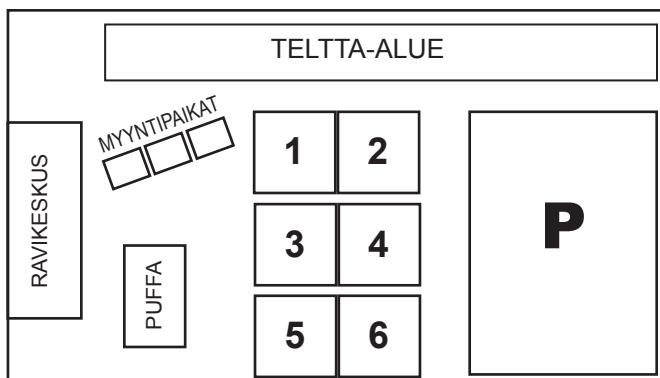 TELTTA-ALUE
MYYNTIPAIKAT
RAVIKESKUS
1 2
P
3 4
PUFFA
5 6